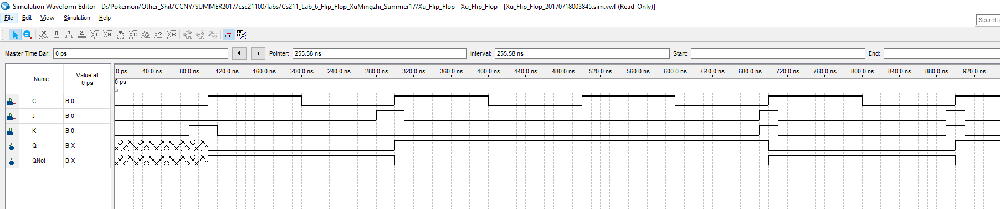 Simulation Waveform Editor - D:/Pokemon/Other_Shit/CCNY/SUMMER2017/csc21100/labs/Cs211_Lab_6_Flip_Flop_XuMingzhi_Summer17/Xu_Flip_Flop - Xu_Flip_Flop - [Xu_Flip_Flop_20170718003845.sim.vwf (Read-Only)]
File Edit View Simulation Help
Search
Master Time Bar: 0 ps Pointer: 255.58 ns Interval: 255.58 ns Start: End:
Name Value at 0 ps
0 ps 40.0 ns 80.0 ns 120.0 ns 160.0 ns 200.0 ns 240.0 ns 280.0 ns 320.0 ns 360.0 ns 400.0 ns 440.0 ns 480.0 ns 520.0 ns 560.0 ns 600.0 ns 640.0 ns 680.0 ns 720.0 ns 760.0 ns 800.0 ns 840.0 ns 880.0 ns 920.0 ns
0 ps
in C B 0
in J B 0
in K B 0
io Q B X
io QNot B X